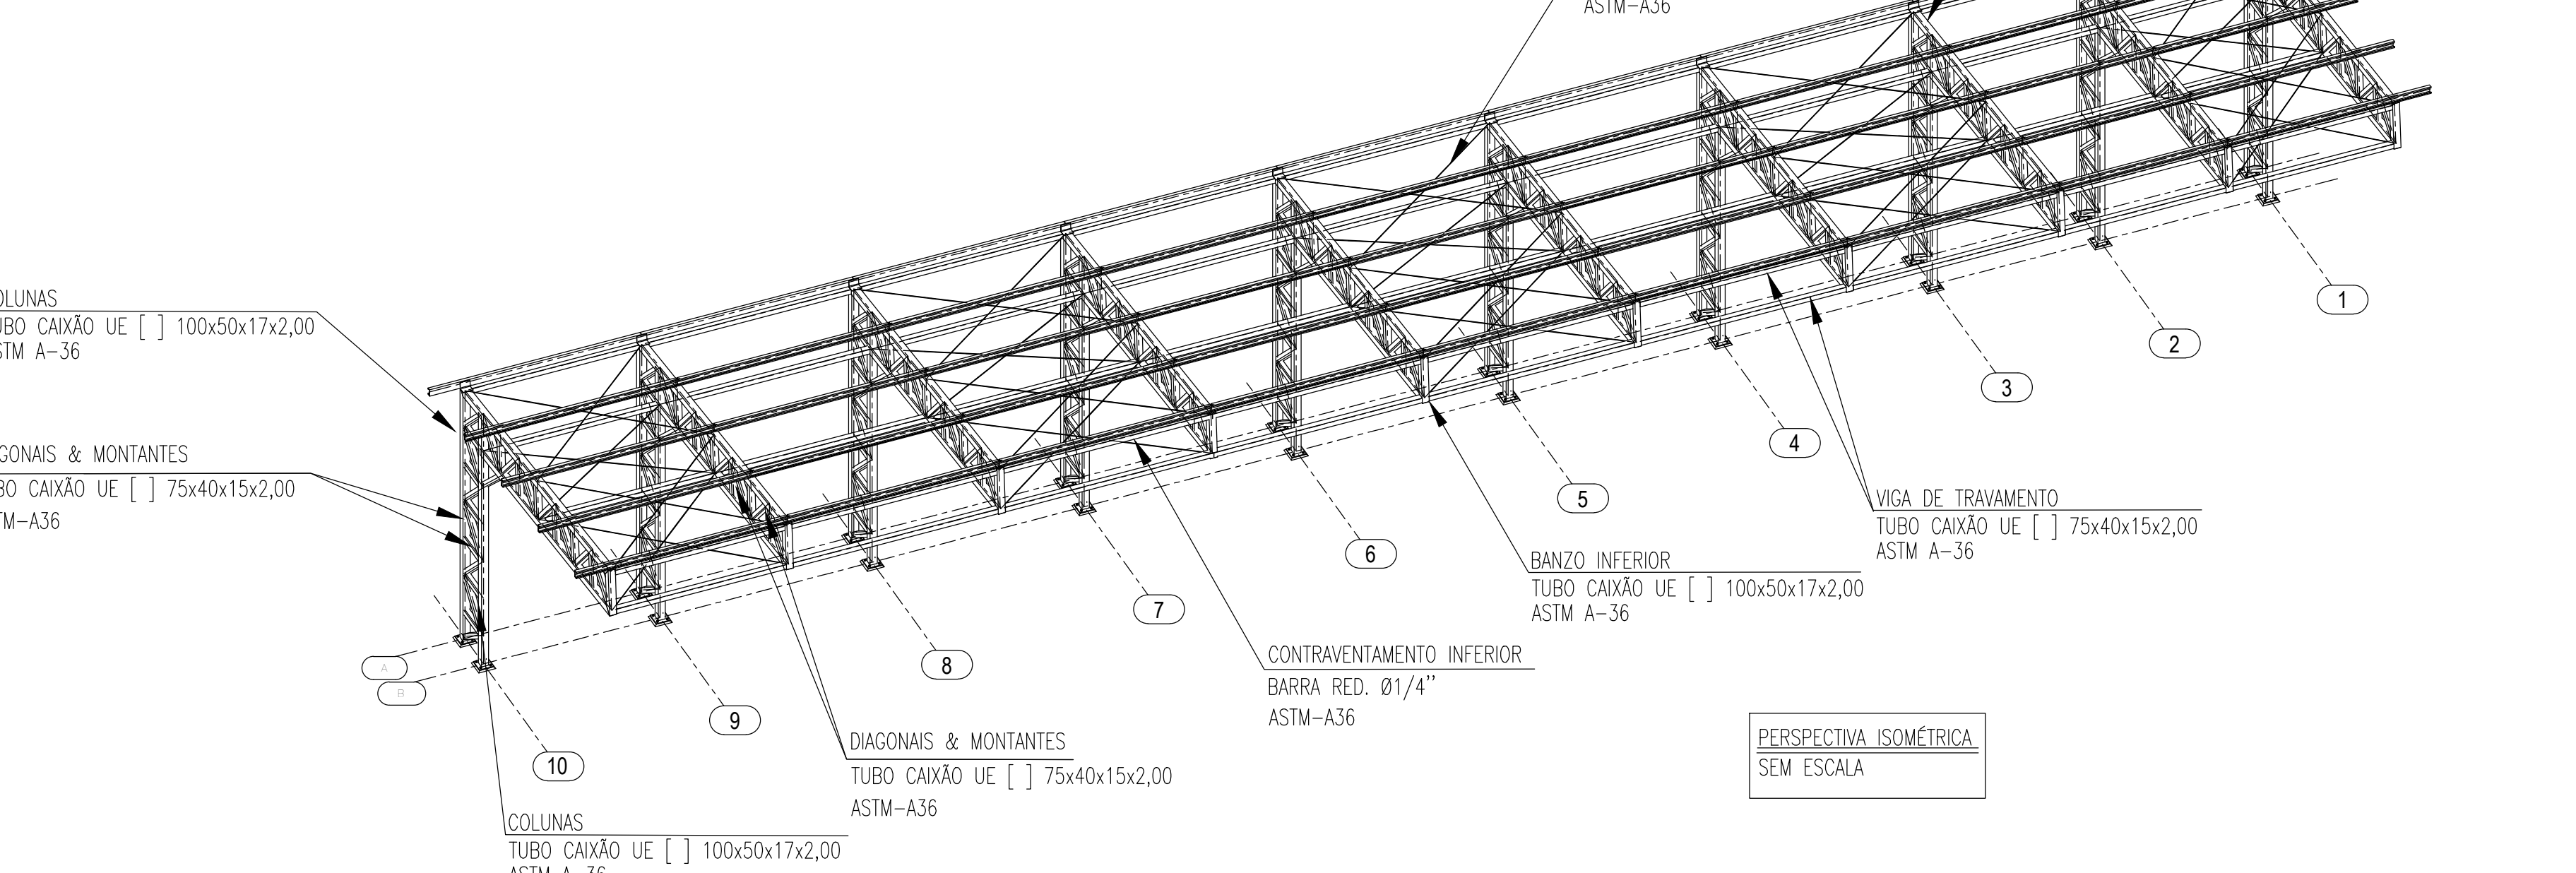 ASTM-A36
OLUNAS
UBO CAIXÃO UE [ ] 100x50x17x2,00
STM A-36
GONAIS & MONTANTES
BO CAIXÃO UE [ ] 75x40x15x2,00
TM-A36
1
2
3
4
5
6
7
8
9
10
A
B
VIGA DE TRAVAMENTO
TUBO CAIXÃO UE [ ] 75x40x15x2,00
ASTM A-36
BANZO INFERIOR
TUBO CAIXÃO UE [ ] 100x50x17x2,00
ASTM A-36
CONTRAVENTAMENTO INFERIOR
BARRA RED. Ø1/4''
ASTM-A36
DIAGONAIS & MONTANTES
TUBO CAIXÃO UE [ ] 75x40x15x2,00
ASTM-A36
COLUNAS
TUBO CAIXÃO UE [ ] 100x50x17x2,00
ASTM A-36
PERSPECTIVA ISOMÉTRICA
SEM ESCALA